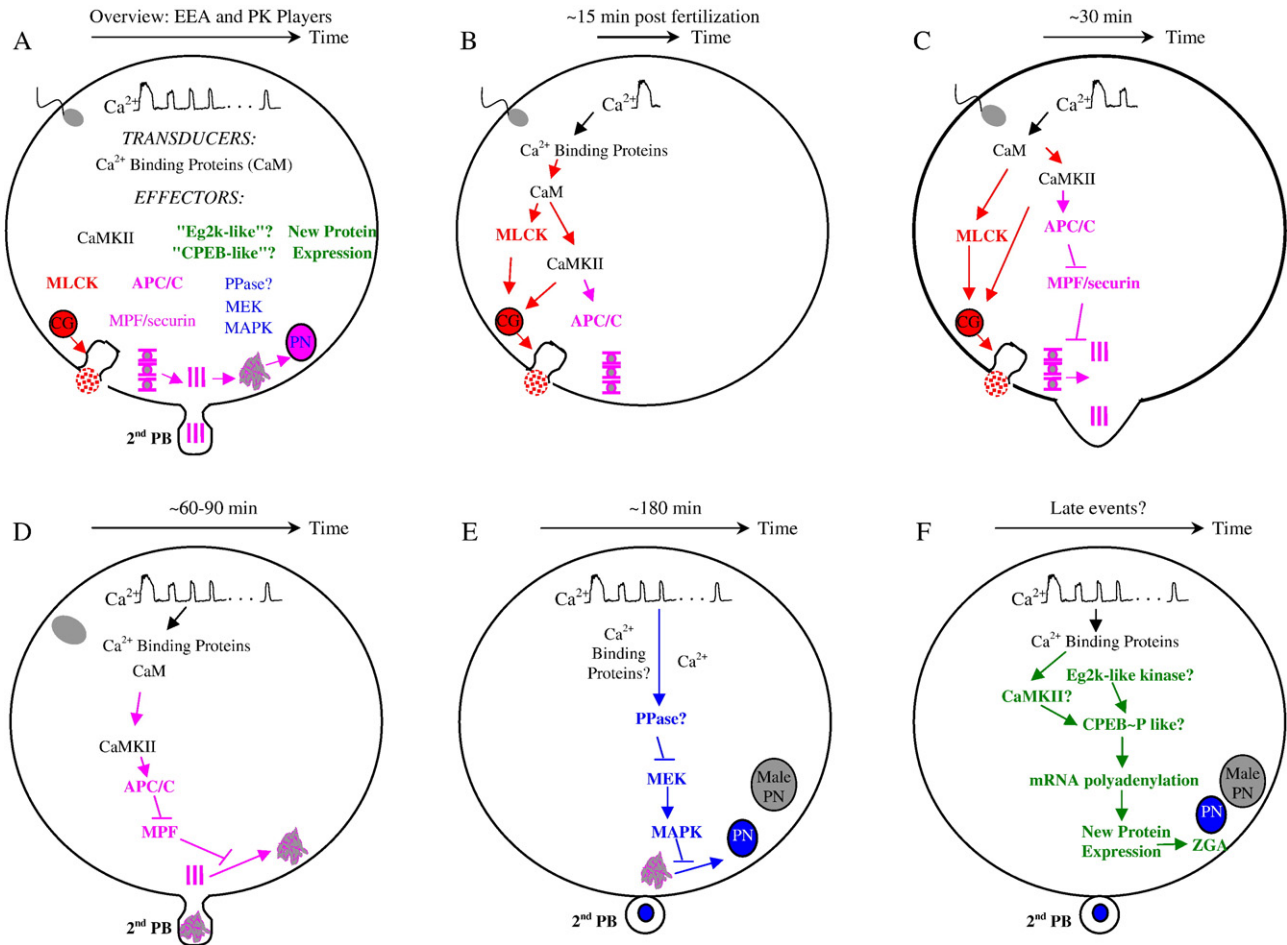 Overview: EEA and PK Players
A
Time
Ca²⁺
TRANSDUCERS:
Ca²⁺ Binding Proteins (CaM)
EFFECTORS:
CaMKII
"Eg2k-like"?
"CPEB-like"?
New Protein
Expression
MLCK
APC/C
PPase?
MEK
MAPK
CG
MPF/securin
PN
2ⁿᵈ PB
~15 min post fertilization
B
Time
Ca²⁺
Ca²⁺ Binding Proteins
CaM
MLCK
CaMKII
CG
APC/C
~30 min
C
Time
Ca²⁺
CaM
CaMKII
MLCK
APC/C
MPF/securin
CG
~60-90 min
D
Time
Ca²⁺
Ca²⁺ Binding Proteins
CaM
CaMKII
APC/C
MPF
2ⁿᵈ PB
~180 min
E
Time
Ca²⁺
Ca²⁺
Binding
Proteins?
Ca²⁺
PPase?
MEK
Male
PN
MAPK
PN
2ⁿᵈ PB
Late events?
F
Time
Ca²⁺
Ca²⁺ Binding Proteins
Eg2k-like kinase?
CaMKII?
CPEB~P like?
mRNA polyadenylation
Male
PN
PN
New Protein
Expression
ZGA
2ⁿᵈ PB